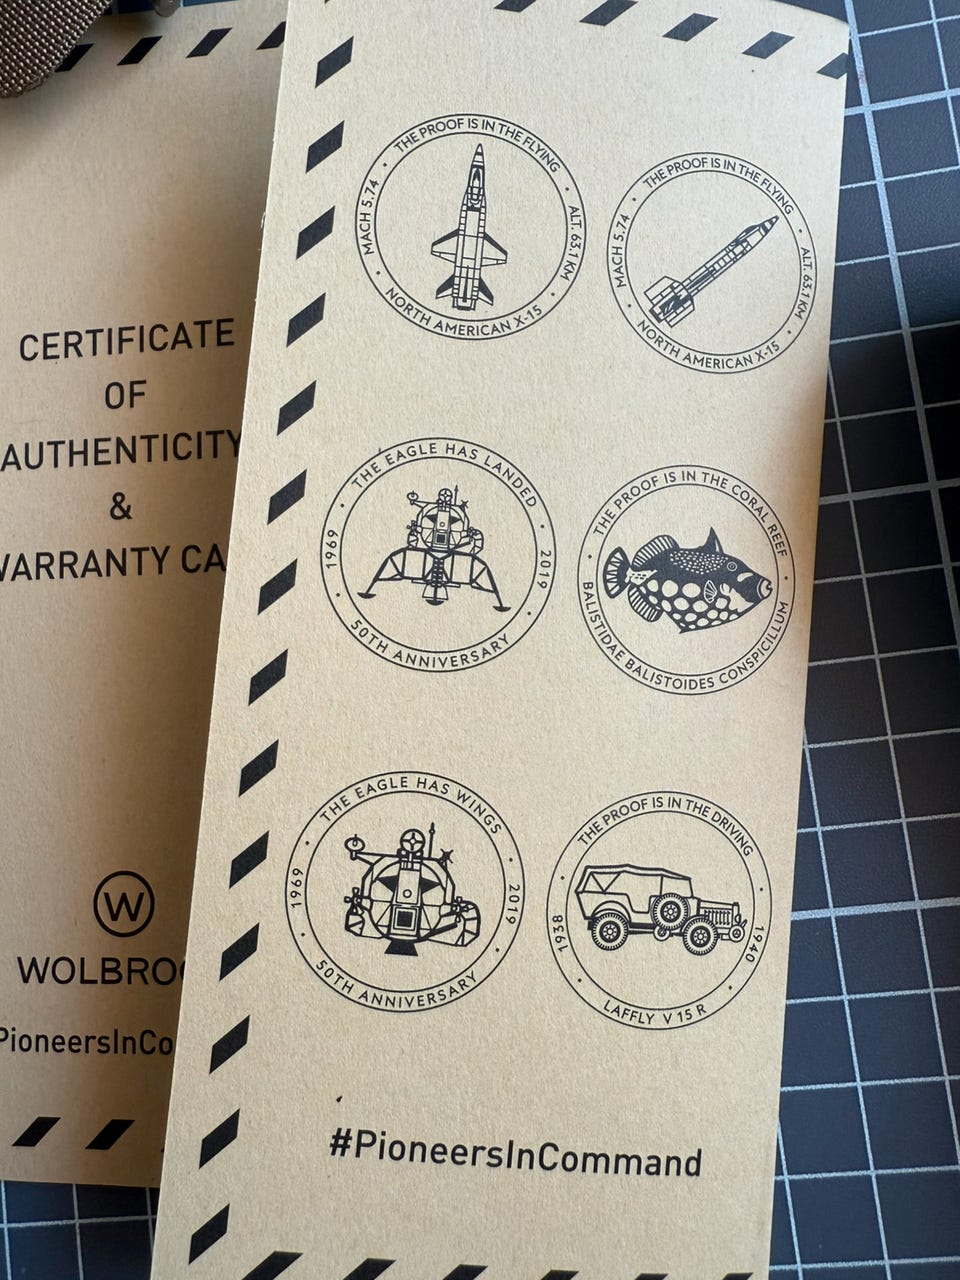 CERTIFICATE
OF
AUTHENTICITY
&
WARRANTY CA
W
WOLBROO
PioneersInCo
THE PROOF IS IN THE FLYING
MACH 5.74
ALT. 63.1 KM
NORTH AMERICAN X-15
THE PROOF IS IN THE FLYING
MACH 5.74
ALT. 63.1 KM
NORTH AMERICAN X-15
THE EAGLE HAS LANDED
1969
2019
50TH ANNIVERSARY
THE PROOF IS IN THE CORAL REEF
BALISTIDAE BALISTOIDES CONSPICILLUM
THE EAGLE HAS WINGS
1969
2019
50TH ANNIVERSARY
THE PROOF IS IN THE DRIVING
1938
1940
LAFFLY V 15 R
#PioneersInCommand